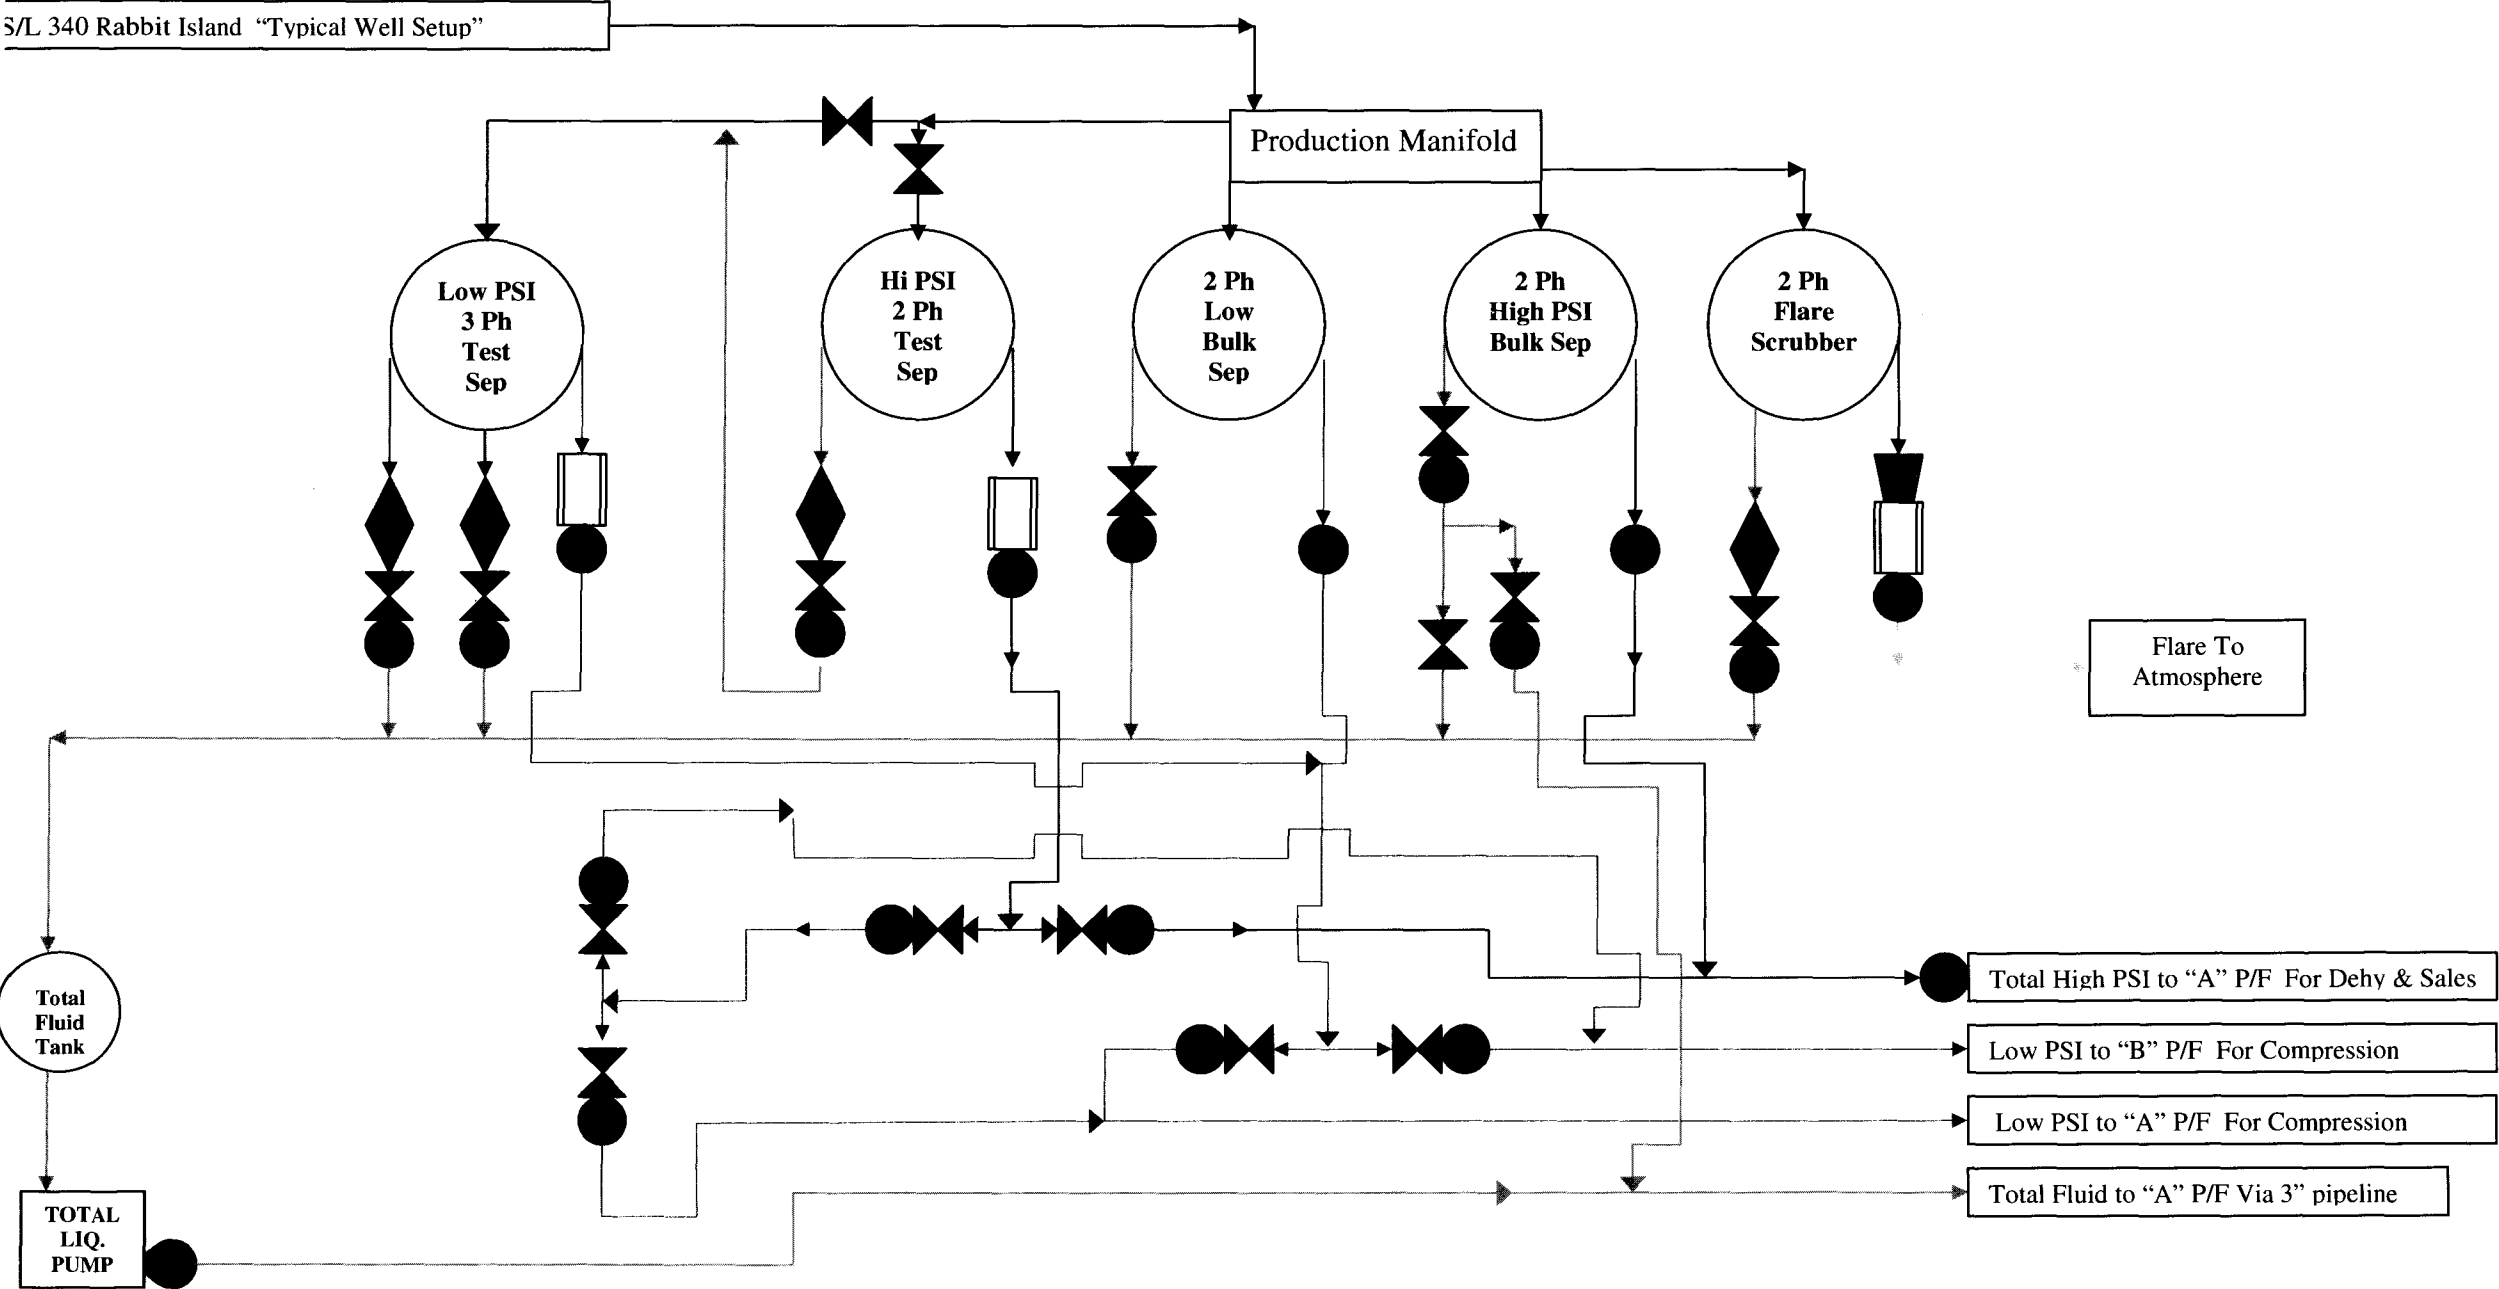 S/L 340 Rabbit Island “Typical Well Setup”
Production Manifold
Low PSI
3 Ph
Test
Sep
Hi PSI
2 Ph
Test
Sep
2 Ph
Low
Bulk
Sep
2 Ph
High PSI
Bulk Sep
2 Ph
Flare
Scrubber
Flare To
Atmosphere
Total
Fluid
Tank
Total High PSI to “A” P/F For Dehy & Sales
Low PSI to “B” P/F For Compression
Low PSI to “A” P/F For Compression
Total Fluid to “A” P/F Via 3” pipeline
TOTAL
LIQ.
PUMP